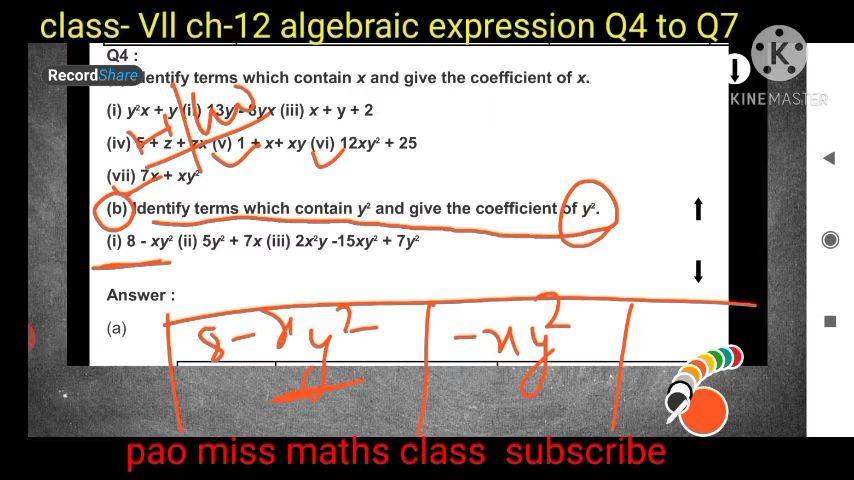 class- VII ch-12 algebraic expression Q4 to Q7
Q4 :
RecordShare
dentify terms which contain x and give the coefficient of x.
K
KINEMASTER
(i) y²x + y (ii) 13y² - 8yx (iii) x + y + 2
(iv) 5 + z + zx (v) 1 + x+ xy (vi) 12xy² + 25
(vii) 7x + xy²
(b) Identify terms which contain y² and give the coefficient of y².
(i) 8 - xy² (ii) 5y² + 7x (iii) 2x²y -15xy² + 7y²
Answer :
(a)
8 - xy² - xy²
pao miss maths class subscribe